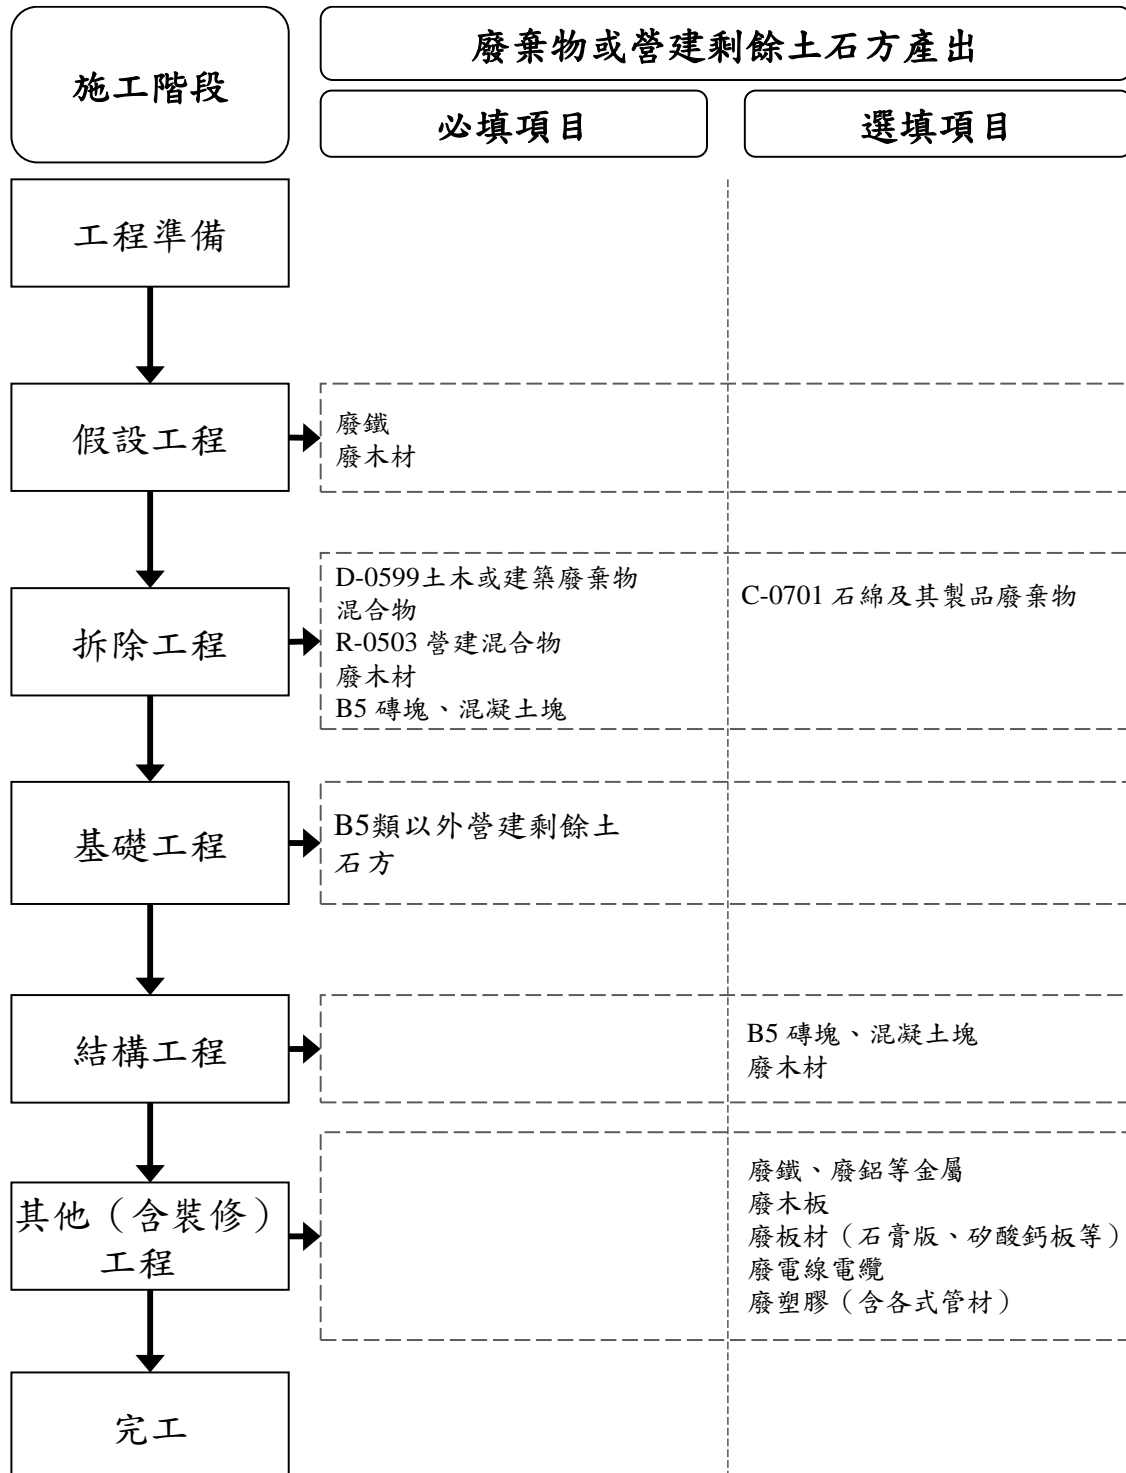 施工階段
廢棄物或營建剩餘土石方產出
必填項目
選填項目
工程準備
假設工程
廢鐵
廢木材
拆除工程
D-0599土木或建築廢棄物
混合物
R-0503 營建混合物
廢木材
B5 磚塊、混凝土塊
C-0701 石綿及其製品廢棄物
基礎工程
B5類以外營建剩餘土
石方
結構工程
B5 磚塊、混凝土塊
廢木材
其他（含裝修）
工程
廢鐵、廢鋁等金屬
廢木板
廢板材（石膏版、矽酸鈣板等）
廢電線電纜
廢塑膠（含各式管材）
完工